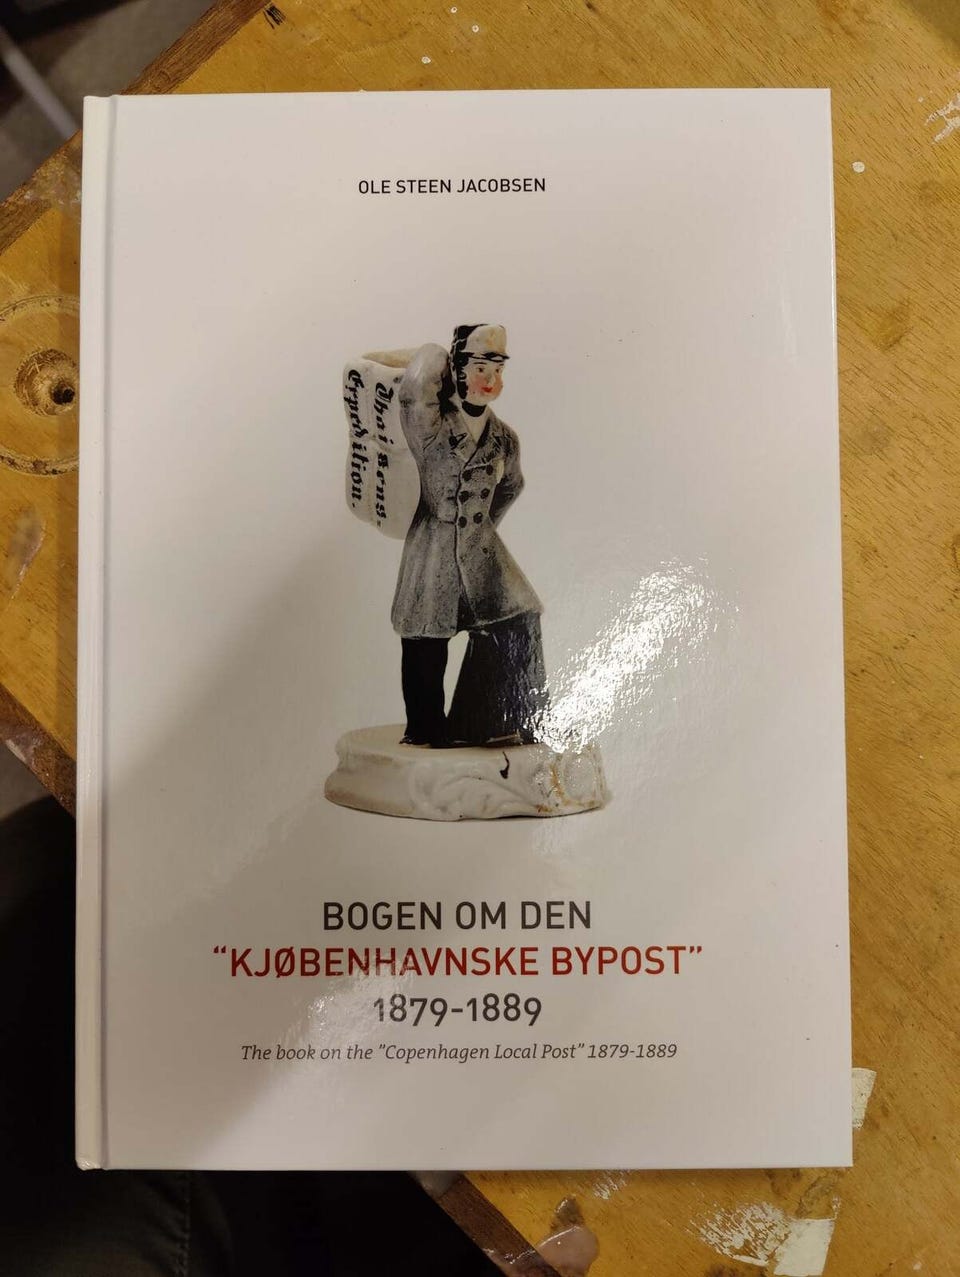 OLE STEEN JACOBSEN
Thaisens-
Expedition.
BOGEN OM DEN
“KJØBENHAVNSKE BYPOST”
1879-1889
The book on the ”Copenhagen Local Post” 1879-1889